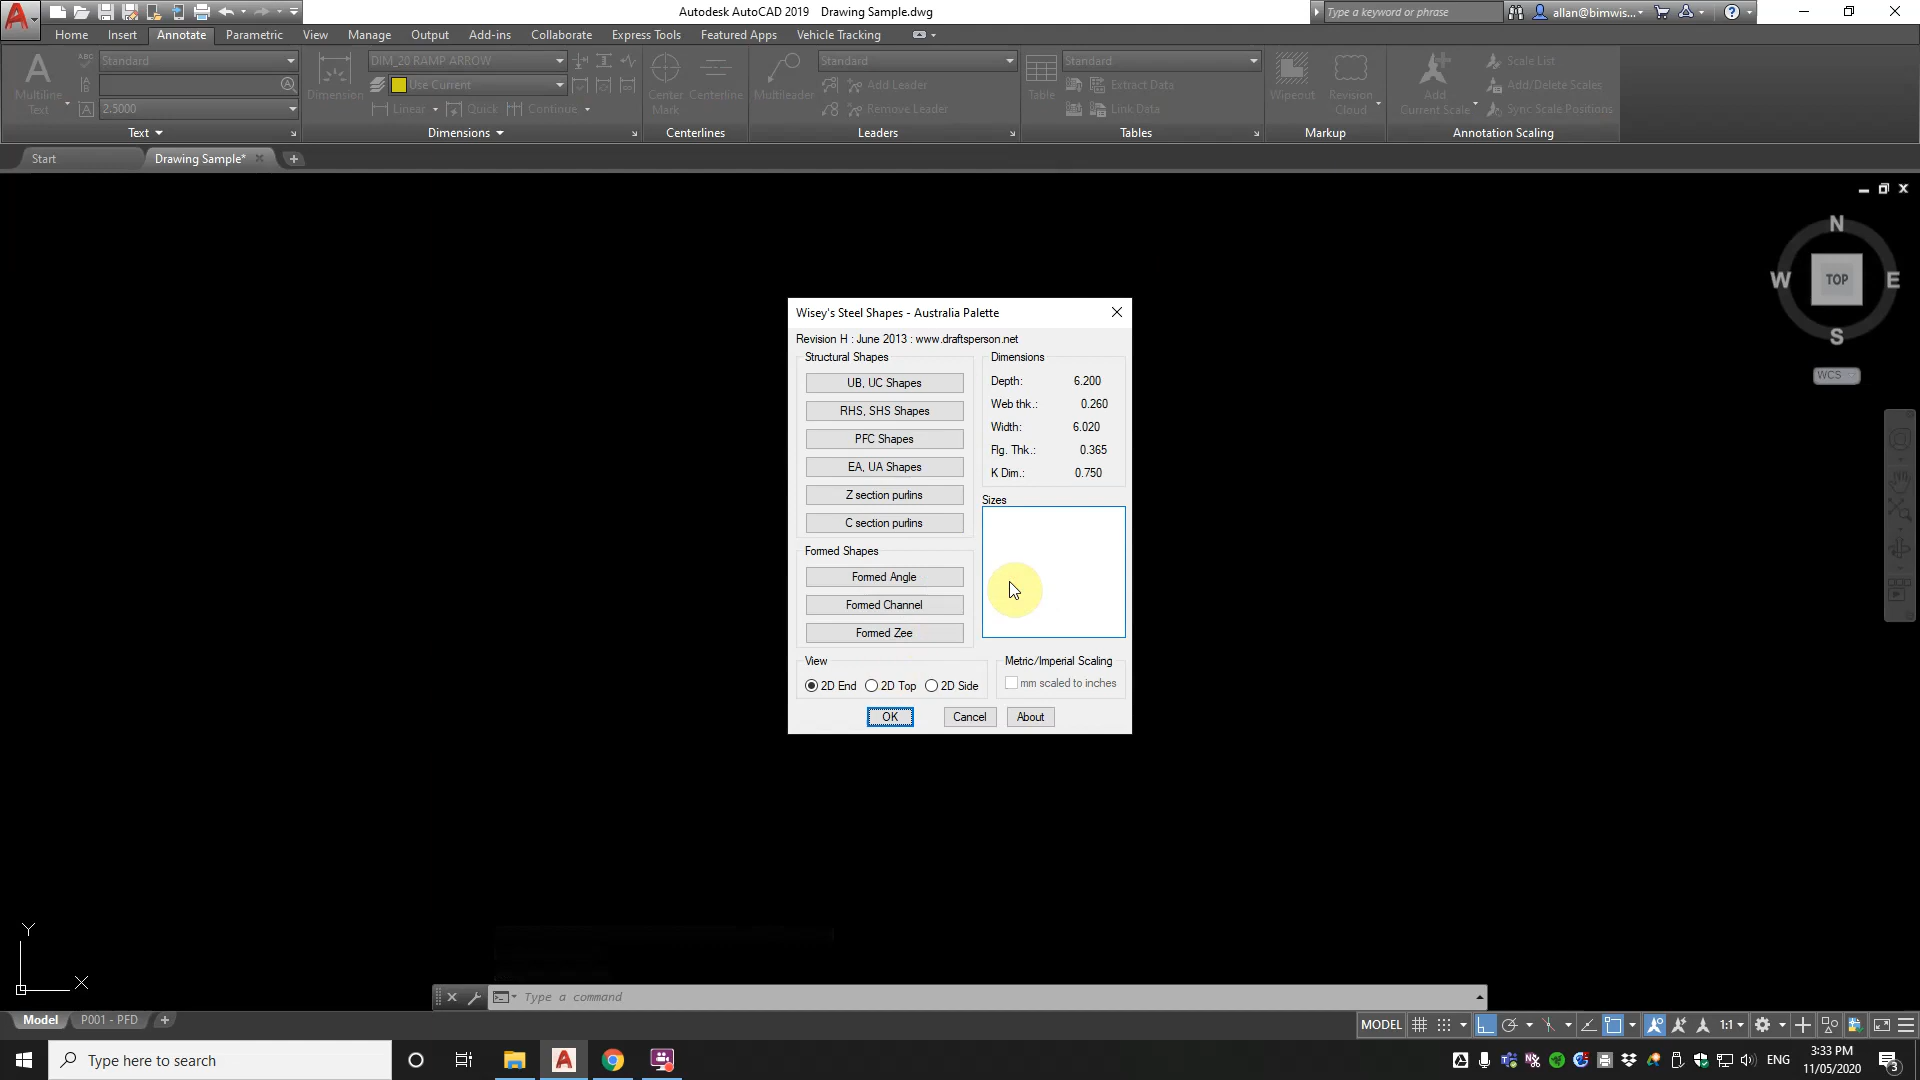 Autodesk AutoCAD 2019 Drawing Sample.dwg
Type a keyword or phrase
allan@bimwis...
Home Insert Annotate Parametric View Manage Output Add-ins Collaborate Express Tools Featured Apps Vehicle Tracking
Multiline Text
Standard
2.5000
Text
Dimension
DIM_20 RAMP ARROW
Use Current
Linear
Quick
Continue
Dimensions
Center Mark
Centerline
Centerlines
Multileader
Standard
Add Leader
Remove Leader
Leaders
Table
Standard
Extract Data
Link Data
Tables
Wipeout
Revision Cloud
Markup
Add Current Scale
Scale List
Add/Delete Scales
Sync Scale Positions
Annotation Scaling
Start
Drawing Sample*
N
W
TOP
E
S
WCS
Wisey's Steel Shapes - Australia Palette
Revision H : June 2013 : www.draftsperson.net
Structural Shapes
UB, UC Shapes
RHS, SHS Shapes
PFC Shapes
EA, UA Shapes
Z section purlins
C section purlins
Formed Shapes
Formed Angle
Formed Channel
Formed Zee
Dimensions
Depth: 6.200
Web thk.: 0.260
Width: 6.020
Flg. Thk.: 0.365
K Dim.: 0.750
Sizes
View
2D End 2D Top 2D Side
Metric/Imperial Scaling
mm scaled to inches
OK Cancel About
Y
X
Type a command
Model P001 - PFD
MODEL
1:1
Type here to search
ENG
3:33 PM
11/05/2020
3